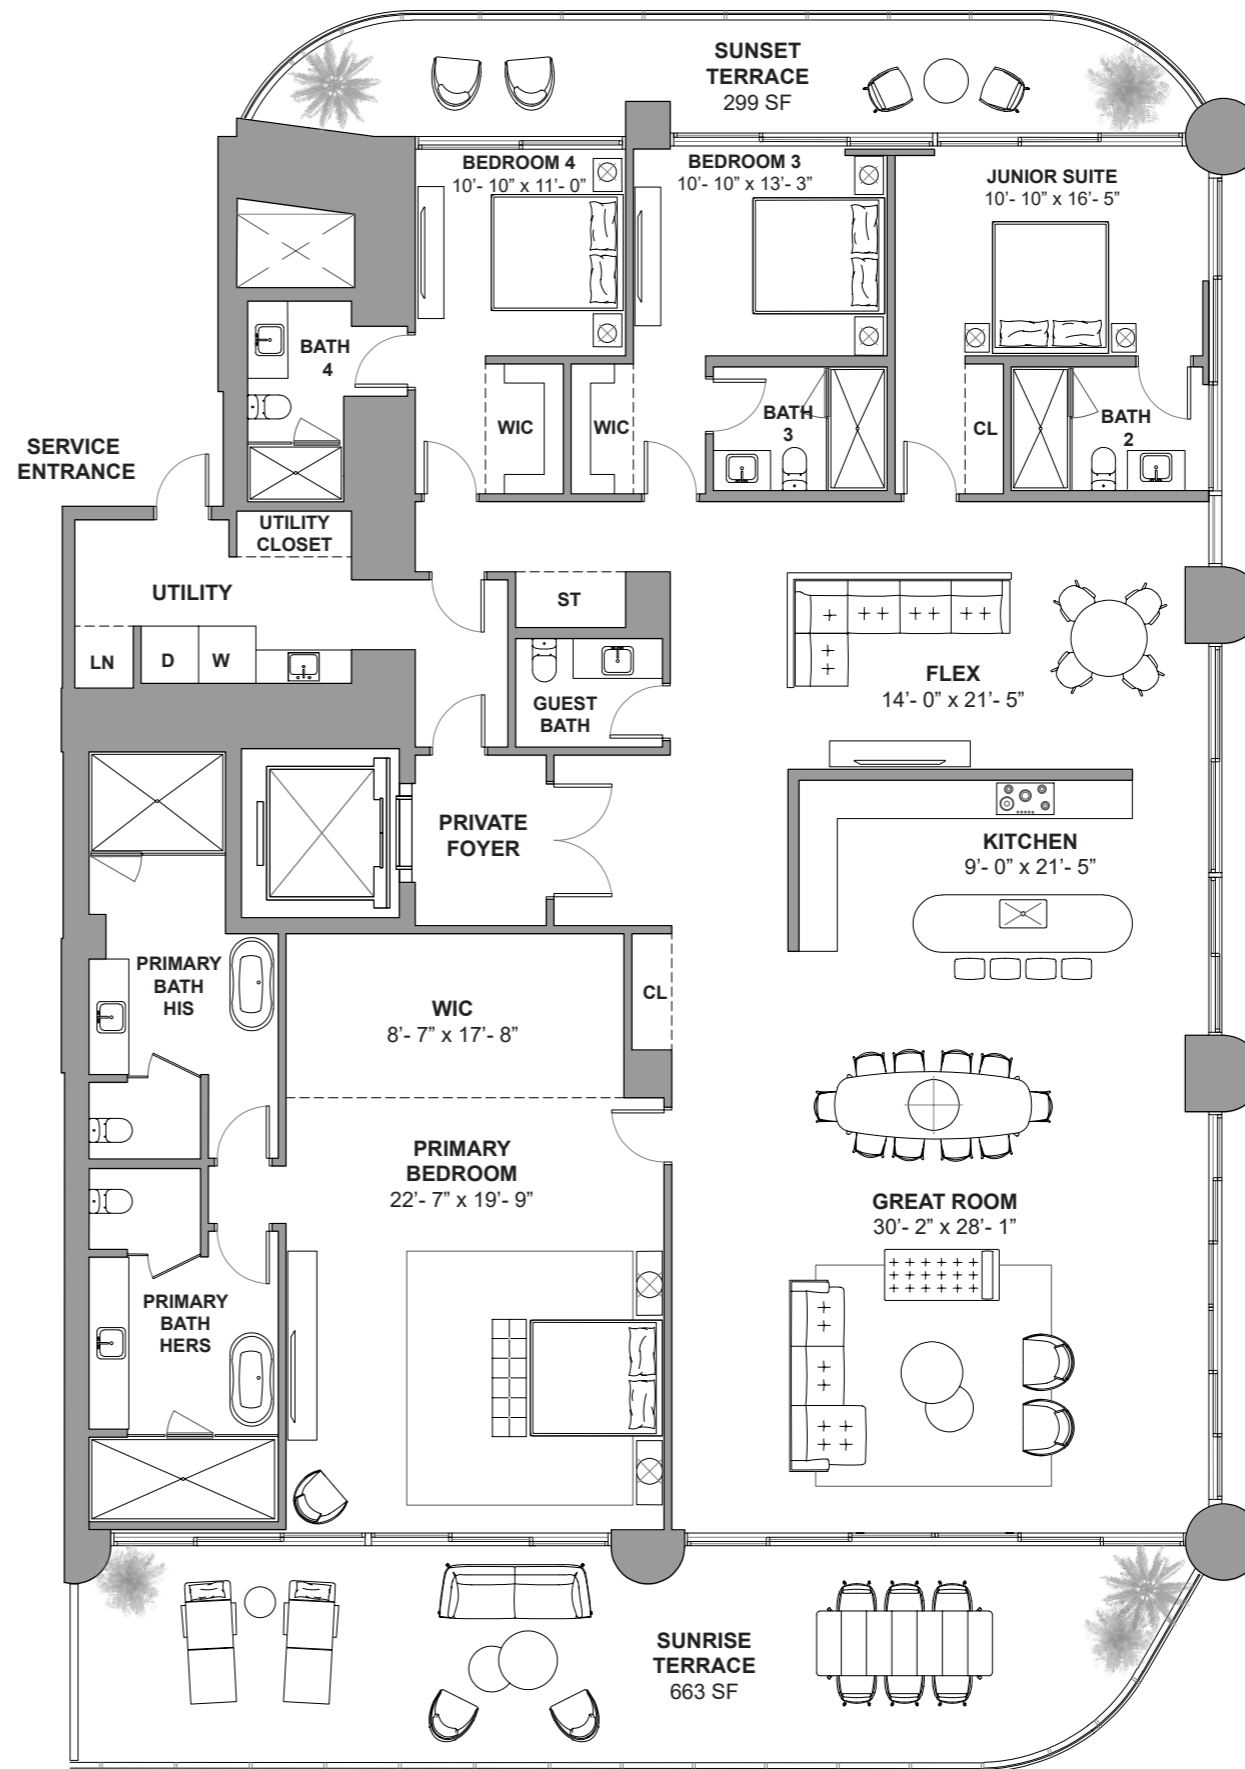 SUNSET
TERRACE
299 SF
BEDROOM 4
10’- 10” x 11’- 0”
BEDROOM 3
10’- 10” x 13’- 3”
JUNIOR SUITE
10’- 10” x 16’- 5”
BATH
4
WIC
WIC
BATH
3
CL
BATH
2
SERVICE
ENTRANCE
UTILITY
CLOSET
UTILITY
ST
LN
D
W
GUEST
BATH
FLEX
14’- 0” x 21’- 5”
PRIVATE
FOYER
KITCHEN
9’- 0” x 21’- 5”
PRIMARY
BATH
HIS
WIC
8’- 7” x 17’- 8”
CL
PRIMARY
BEDROOM
22’- 7” x 19’- 9”
GREAT ROOM
30’- 2” x 28’- 1”
PRIMARY
BATH
HERS
SUNRISE
TERRACE
663 SF